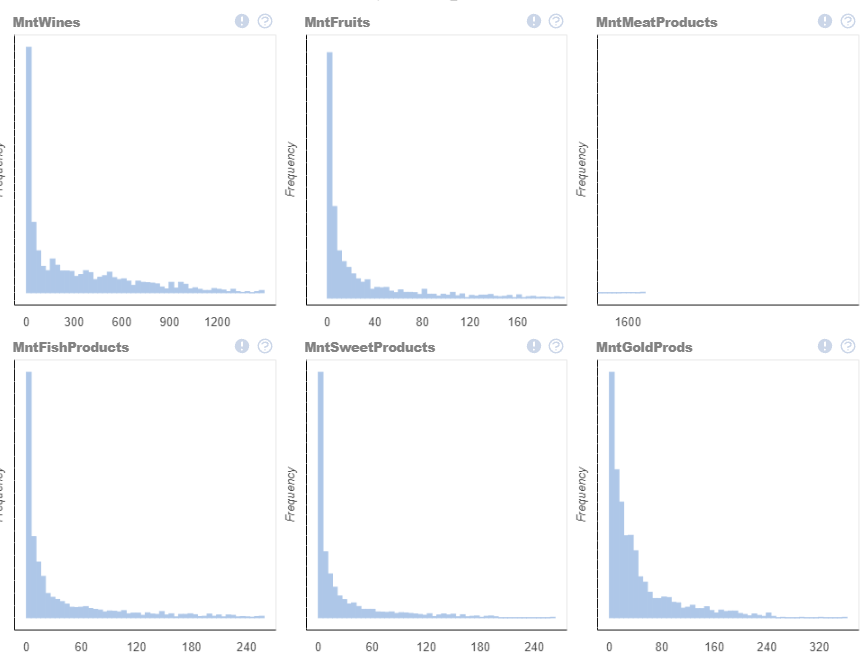 MntWines
MntFruits
MntMeatProducts
Frequency
Frequency
Frequency
0 300 600 900 1200
0 40 80 120 160
1600
MntFishProducts
MntSweetProducts
MntGoldProds
Frequency
Frequency
Frequency
0 60 120 180 240
0 60 120 180 240
0 80 160 240 320